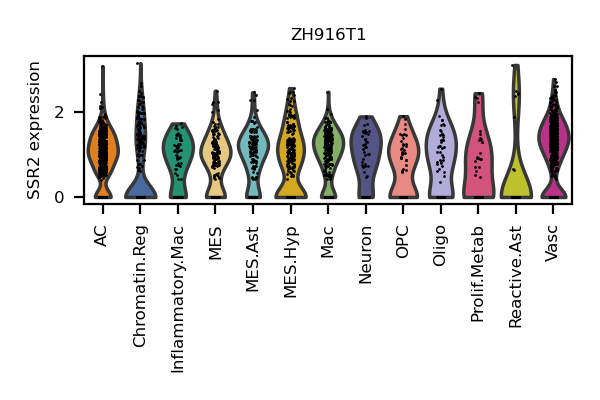 ZH916T1
SSR2 expression
2
0
AC
Chromatin.Reg
Inflammatory.Mac
MES
MES.Ast
MES.Hyp
Mac
Neuron
OPC
Oligo
Prolif.Metab
Reactive.Ast
Vasc